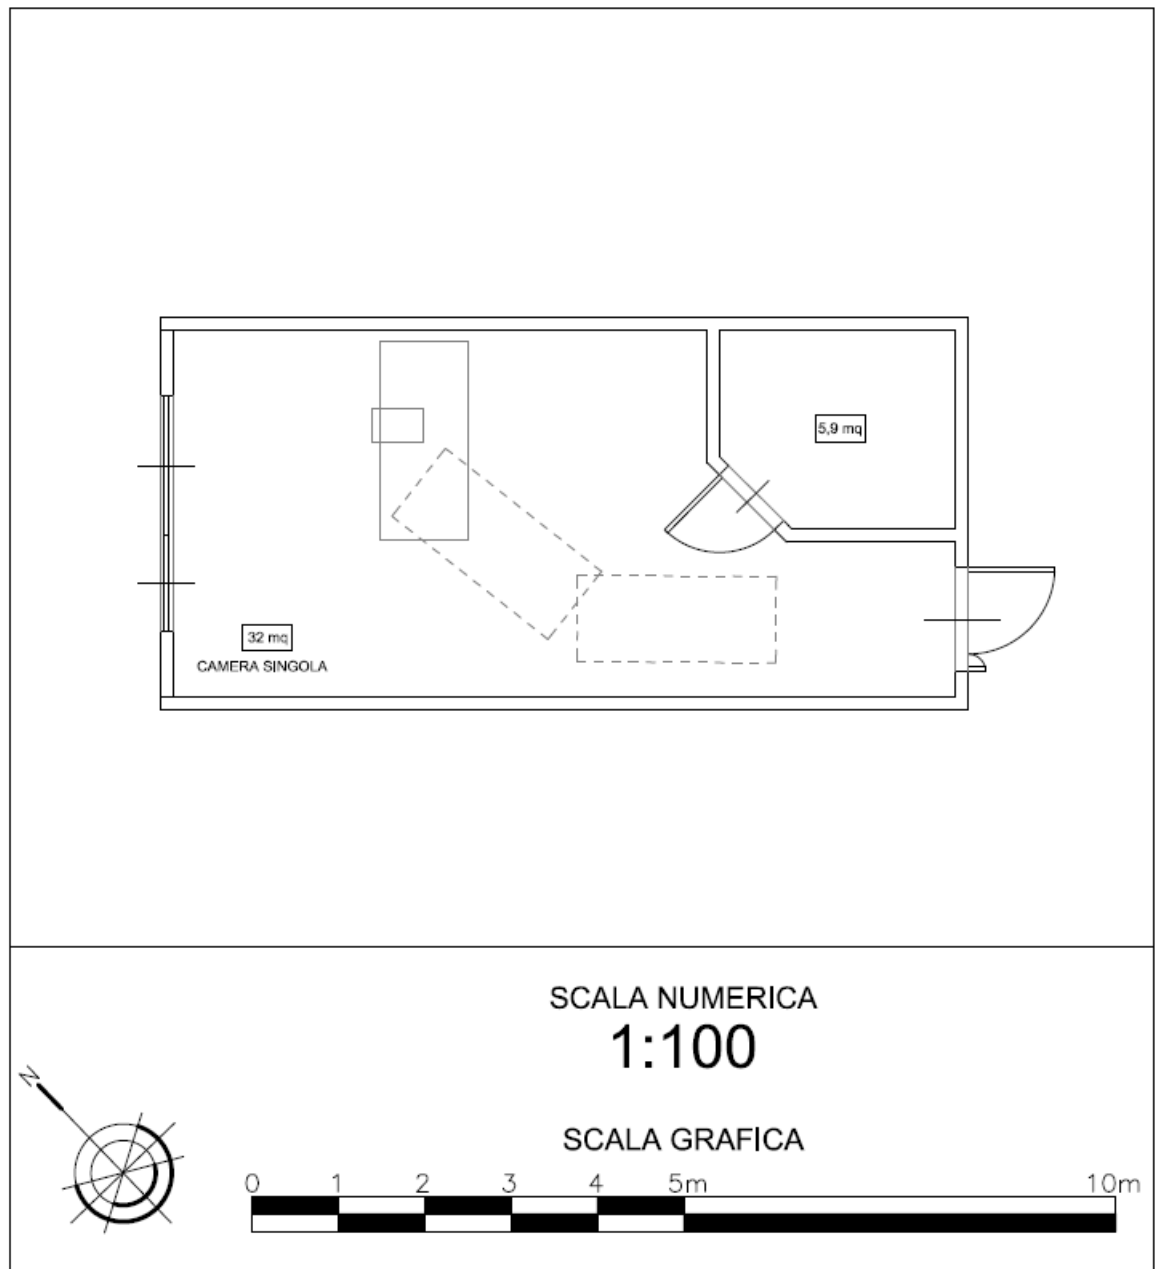 5,9 mq
32 mq
CAMERA SINGOLA
SCALA NUMERICA
1:100
N
SCALA GRAFICA
0 1 2 3 4 5m 10m